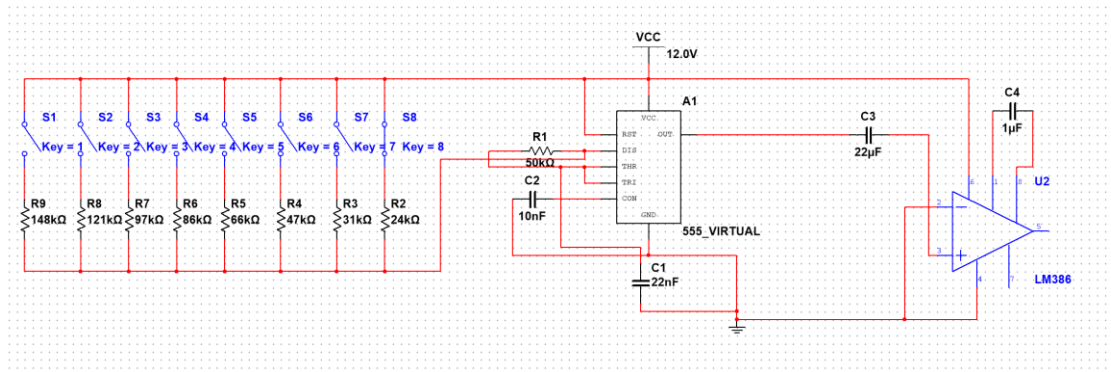 VCC
12.0V
S1
S2
S3
S4
S5
S6
S7
S8
Key = 1
Key = 2
Key = 3
Key = 4
Key = 5
Key = 6
Key = 7
Key = 8
R9
148kΩ
R8
121kΩ
R7
97kΩ
R6
86kΩ
R5
66kΩ
R4
47kΩ
R3
31kΩ
R2
24kΩ
R1
50kΩ
C2
10nF
A1
VCC
RST
OUT
DIS
THR
TRI
CON
GND
555_VIRTUAL
C1
22nF
C3
22µF
C4
1µF
U2
6
1
8
2
3
5
4
7
LM386